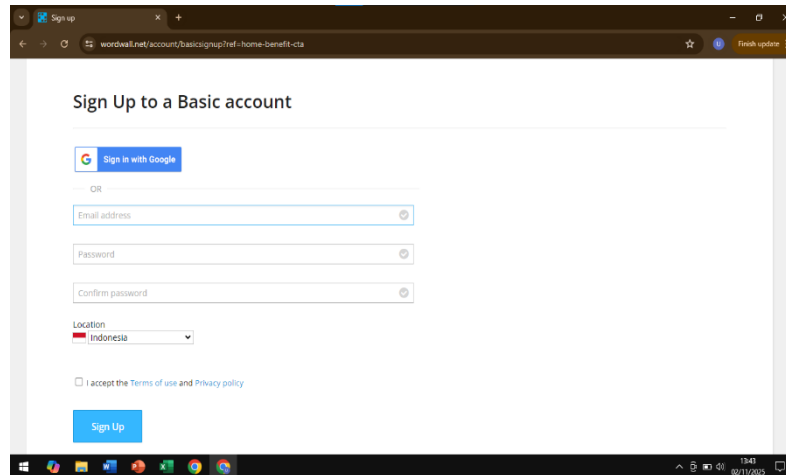 Sign up
wordwall.net/account/basicsignup?ref=home-benefit-cta
Finish update
Sign Up to a Basic account
Sign in with Google
OR
Email address
Password
Confirm password
Location
Indonesia
I accept the Terms of use and Privacy policy
Sign Up
13:43
02/11/2025